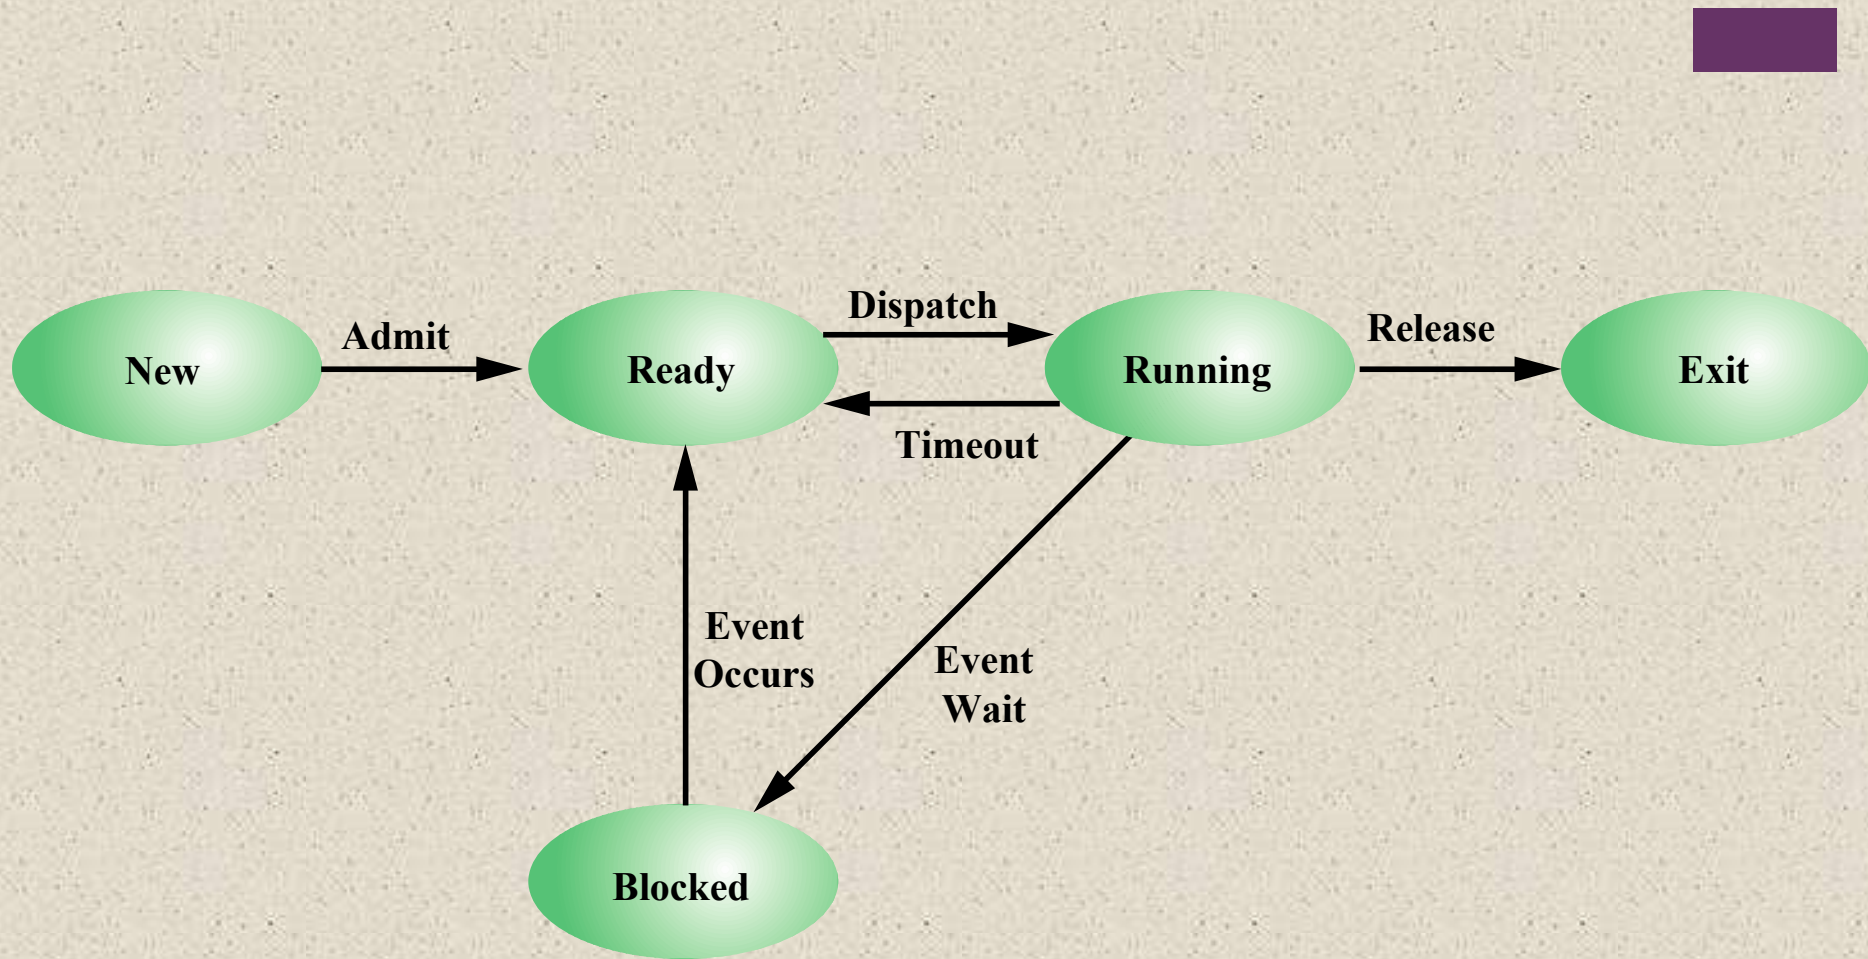 Dispatch
Release
Admit
New
Ready
Running
Exit
Timeout
Event
Occurs
Event
Wait
Blocked